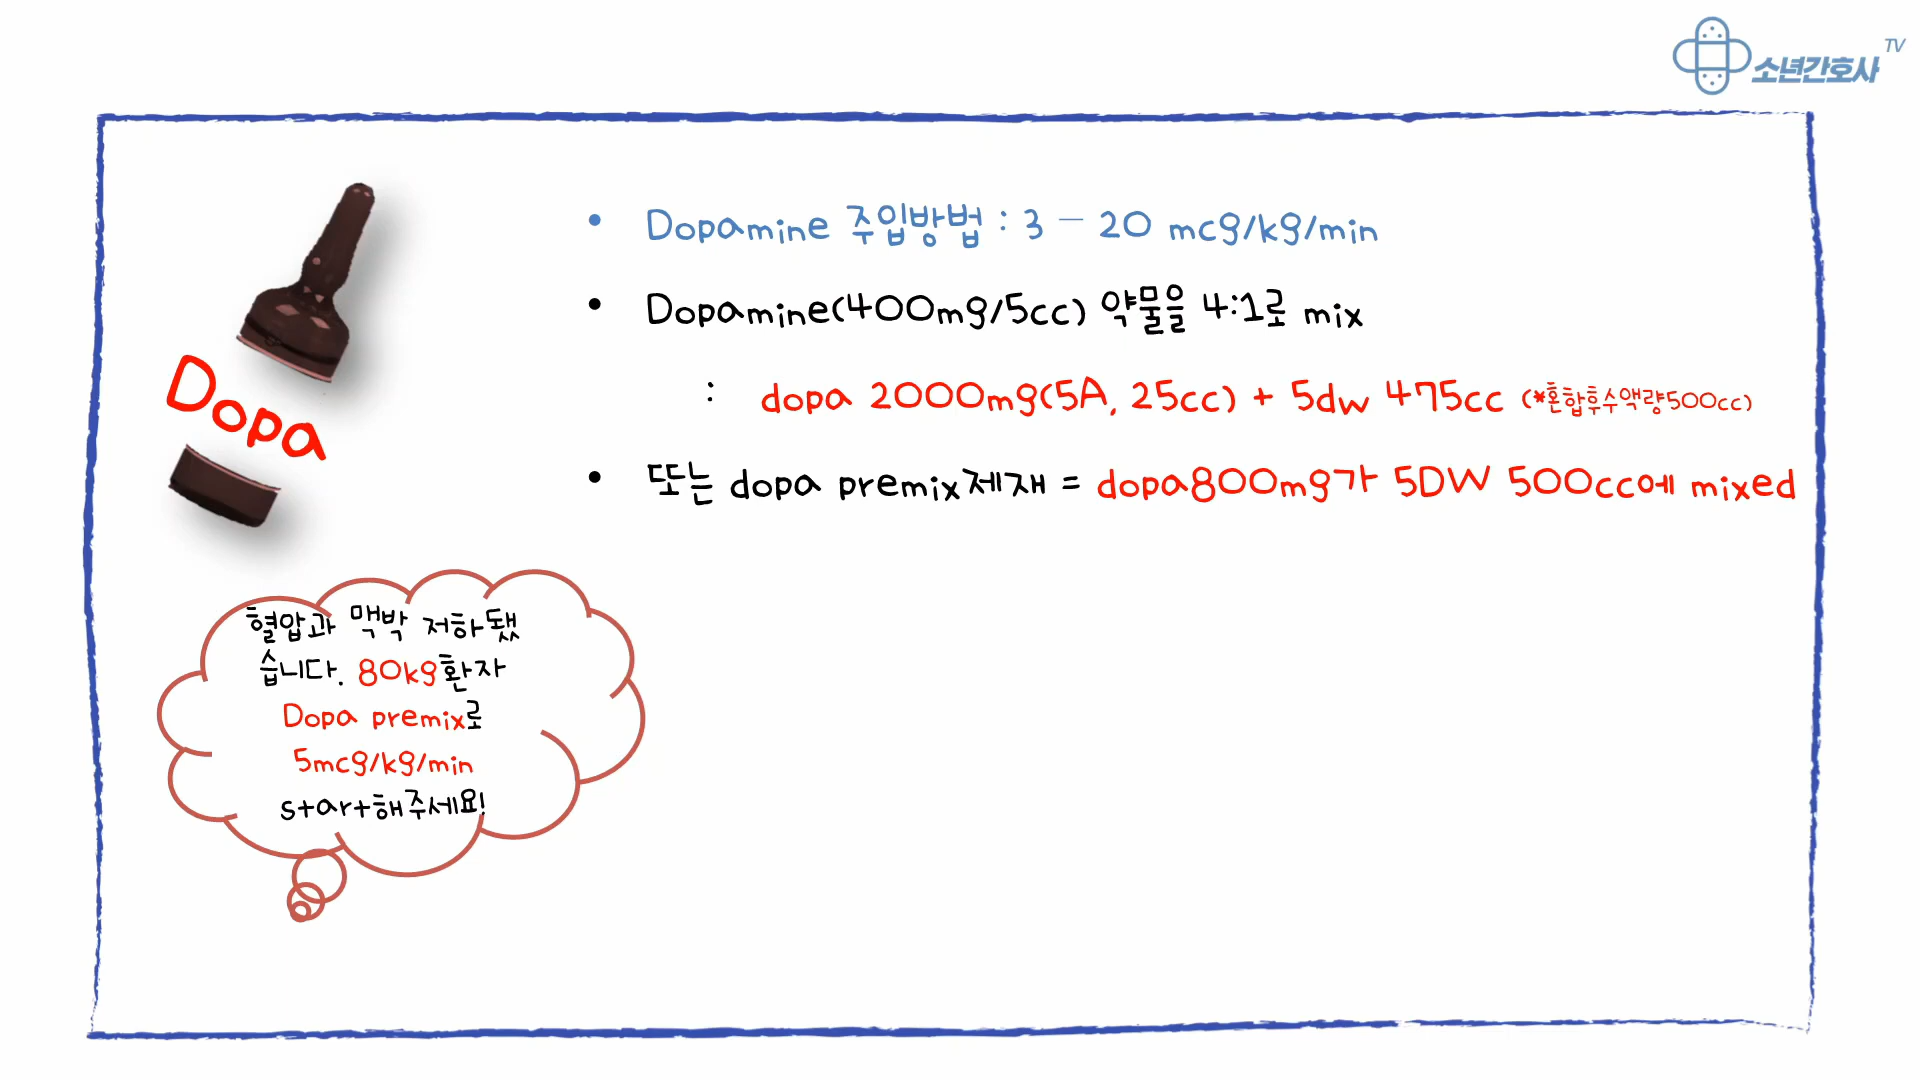 소년간호사 TV
Dopa
• Dopamine 주입방법 : 3 – 20 mcg/kg/min
• Dopamine(400mg/5cc) 약물을 4:1로 mix
: dopa 2000mg(5A, 25cc) + 5dw 475cc (*혼합후수액량500cc)
• 또는 dopa premix제재 = dopa800mg가 5DW 500cc에 mixed
혈압과 맥박 저하됐
습니다. 80kg환자
Dopa premix로
5mcg/kg/min
start해주세요!